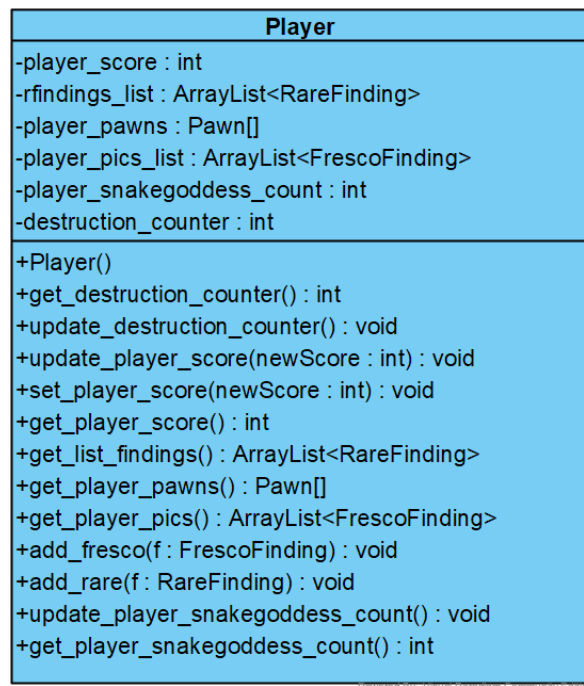 Player
-player_score : int
-rfindings_list : ArrayList<RareFinding>
-player_pawns : Pawn[]
-player_pics_list : ArrayList<FrescoFinding>
-player_snakegoddess_count : int
-destruction_counter : int
+Player()
+get_destruction_counter() : int
+update_destruction_counter() : void
+update_player_score(newScore : int) : void
+set_player_score(newScore : int) : void
+get_player_score() : int
+get_list_findings() : ArrayList<RareFinding>
+get_player_pawns() : Pawn[]
+get_player_pics() : ArrayList<FrescoFinding>
+add_fresco(f : FrescoFinding) : void
+add_rare(f : RareFinding) : void
+update_player_snakegoddess_count() : void
+get_player_snakegoddess_count() : int